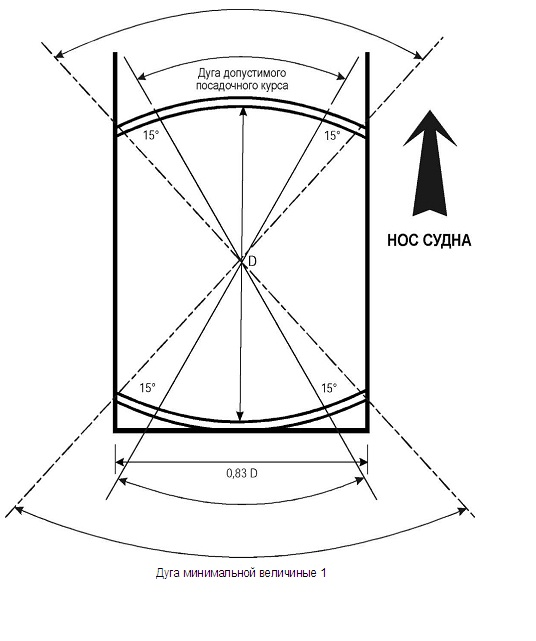 Дуга допустимого
посадочного курса
15°
15°
НОС СУДНА
D
15°
15°
0,83 D
Дуга минимальной величиные 1